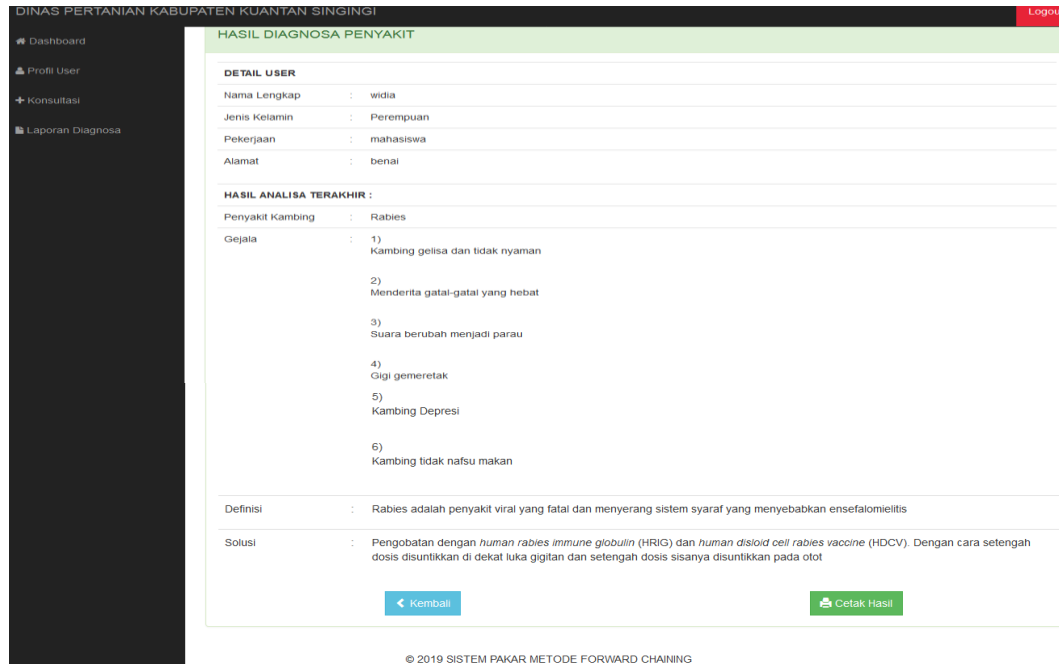 DINAS PERTANIAN KABUPATEN KUANTAN SINGINGI
Logou
Dashboard
Profil User
Konsultasi
Laporan Diagnosa
HASIL DIAGNOSA PENYAKIT
DETAIL USER
Nama Lengkap : widia
Jenis Kelamin : Perempuan
Pekerjaan : mahasiswa
Alamat : benai
HASIL ANALISA TERAKHIR :
Penyakit Kambing : Rabies
Gejala : 1)
Kambing gelisa dan tidak nyaman
2)
Menderita gatal-gatal yang hebat
3)
Suara berubah menjadi parau
4)
Gigi gemeretak
5)
Kambing Depresi
6)
Kambing tidak nafsu makan
Definisi : Rabies adalah penyakit viral yang fatal dan menyerang sistem syaraf yang menyebabkan ensefalomielitis
Solusi : Pengobatan dengan human rabies immune globulin (HRIG) dan human disloid cell rabies vaccine (HDCV). Dengan cara setengah
dosis disuntikkan di dekat luka gigitan dan setengah dosis sisanya disuntikkan pada otot
Kembali
Cetak Hasil
© 2019 SISTEM PAKAR METODE FORWARD CHAINING